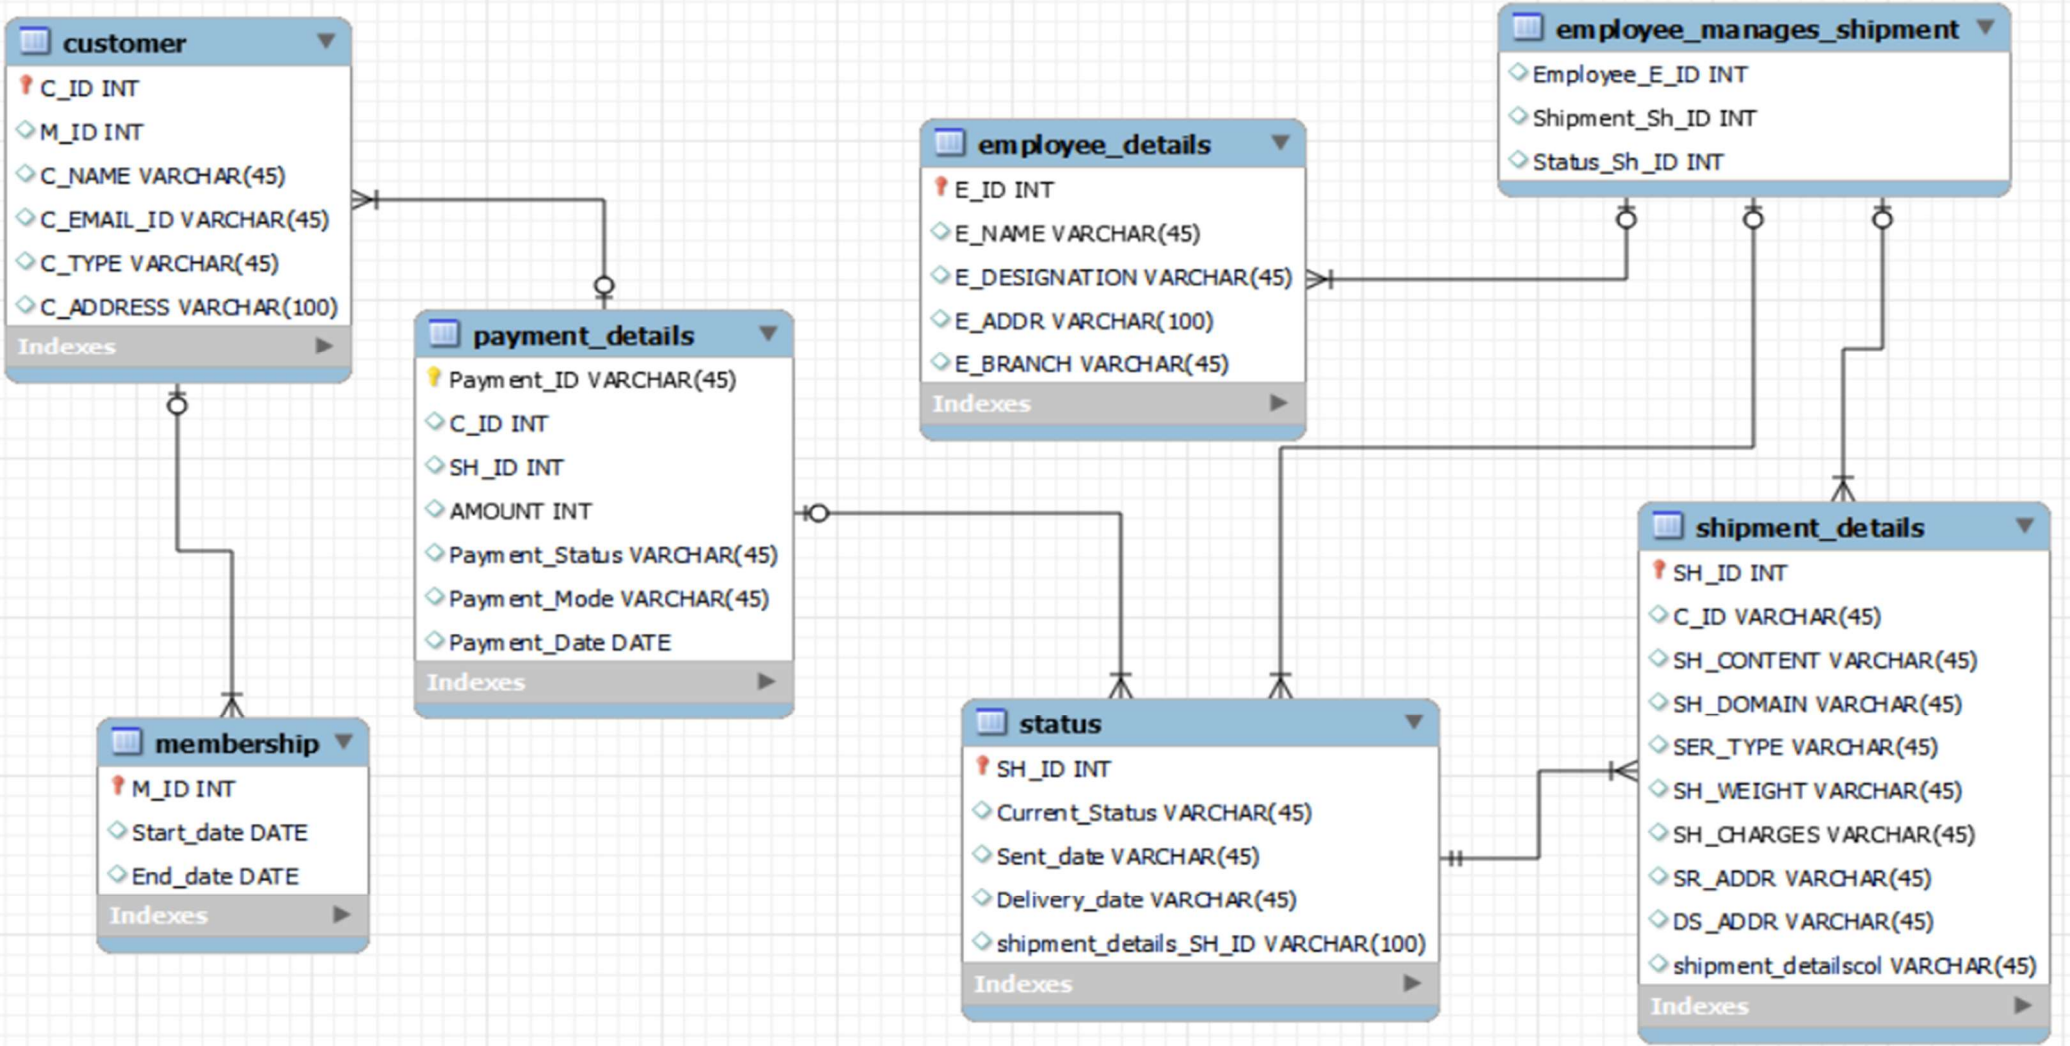 customer
C_ID INT
M_ID INT
C_NAME VARCHAR(45)
C_EMAIL_ID VARCHAR(45)
C_TYPE VARCHAR(45)
C_ADDRESS VARCHAR(100)
Indexes
payment_details
Payment_ID VARCHAR(45)
C_ID INT
SH_ID INT
AMOUNT INT
Payment_Status VARCHAR(45)
Payment_Mode VARCHAR(45)
Payment_Date DATE
Indexes
membership
M_ID INT
Start_date DATE
End_date DATE
Indexes
employee_details
E_ID INT
E_NAME VARCHAR(45)
E_DESIGNATION VARCHAR(45)
E_ADDR VARCHAR(100)
E_BRANCH VARCHAR(45)
Indexes
employee_manages_shipment
Employee_E_ID INT
Shipment_Sh_ID INT
Status_Sh_ID INT
status
SH_ID INT
Current_Status VARCHAR(45)
Sent_date VARCHAR(45)
Delivery_date VARCHAR(45)
shipment_details_SH_ID VARCHAR(100)
Indexes
shipment_details
SH_ID INT
C_ID VARCHAR(45)
SH_CONTENT VARCHAR(45)
SH_DOMAIN VARCHAR(45)
SER_TYPE VARCHAR(45)
SH_WEIGHT VARCHAR(45)
SH_CHARGES VARCHAR(45)
SR_ADDR VARCHAR(45)
DS_ADDR VARCHAR(45)
shipment_detailscol VARCHAR(45)
Indexes